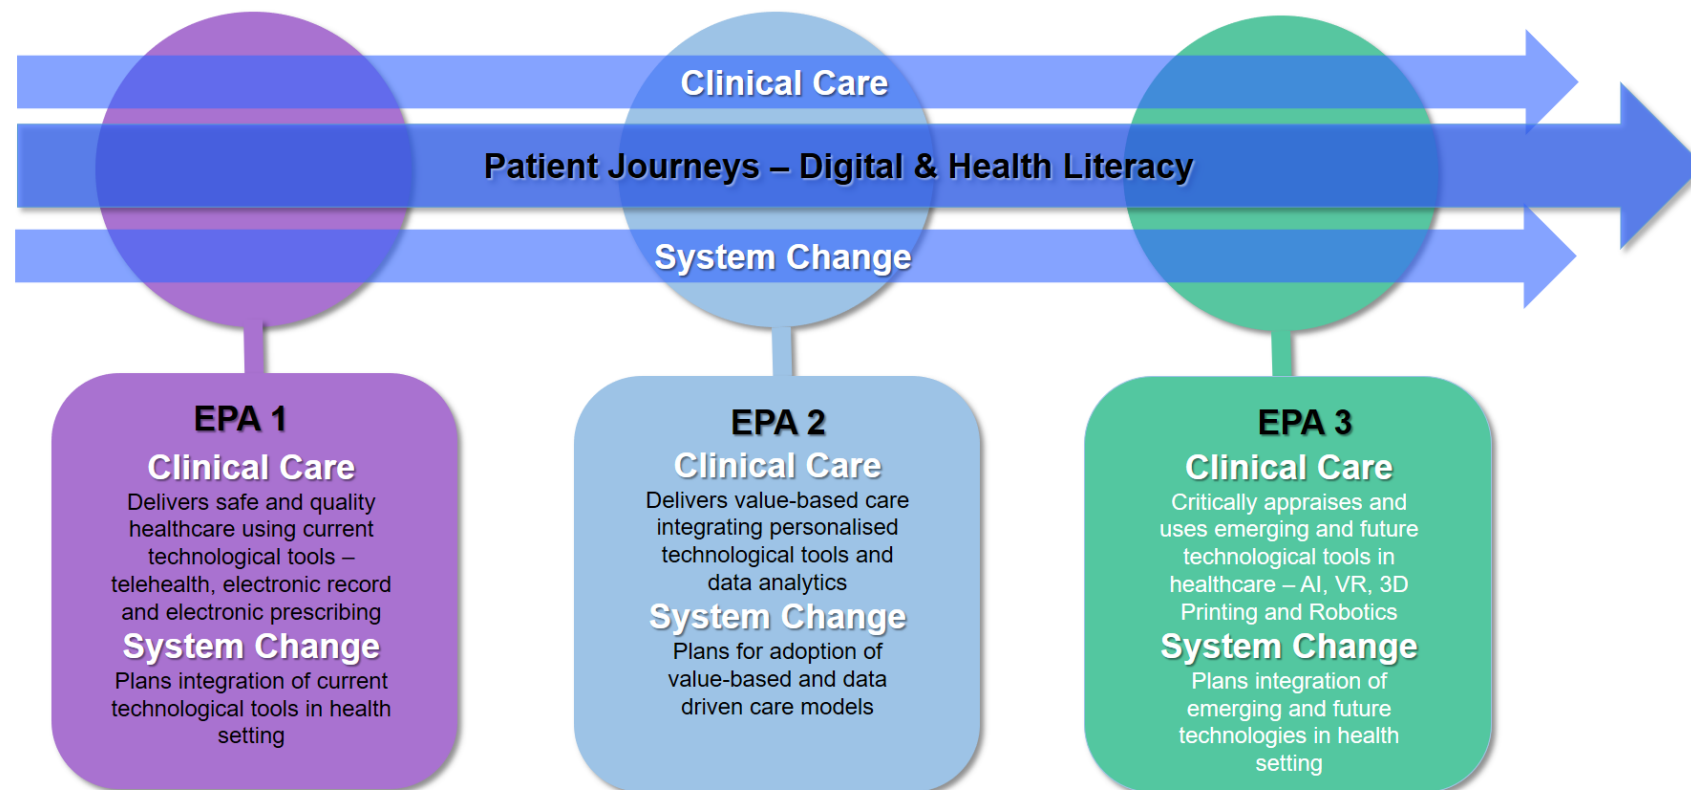 Clinical Care
Patient Journeys – Digital & Health Literacy
System Change
EPA 1
Clinical Care
Delivers safe and quality
healthcare using current
technological tools –
telehealth, electronic record
and electronic prescribing
System Change
Plans integration of current
technological tools in health
setting
EPA 2
Clinical Care
Delivers value-based care
integrating personalised
technological tools and
data analytics
System Change
Plans for adoption of
value-based and data
driven care models
EPA 3
Clinical Care
Critically appraises and
uses emerging and future
technological tools in
healthcare – AI, VR, 3D
Printing and Robotics
System Change
Plans integration of
emerging and future
technologies in health
setting